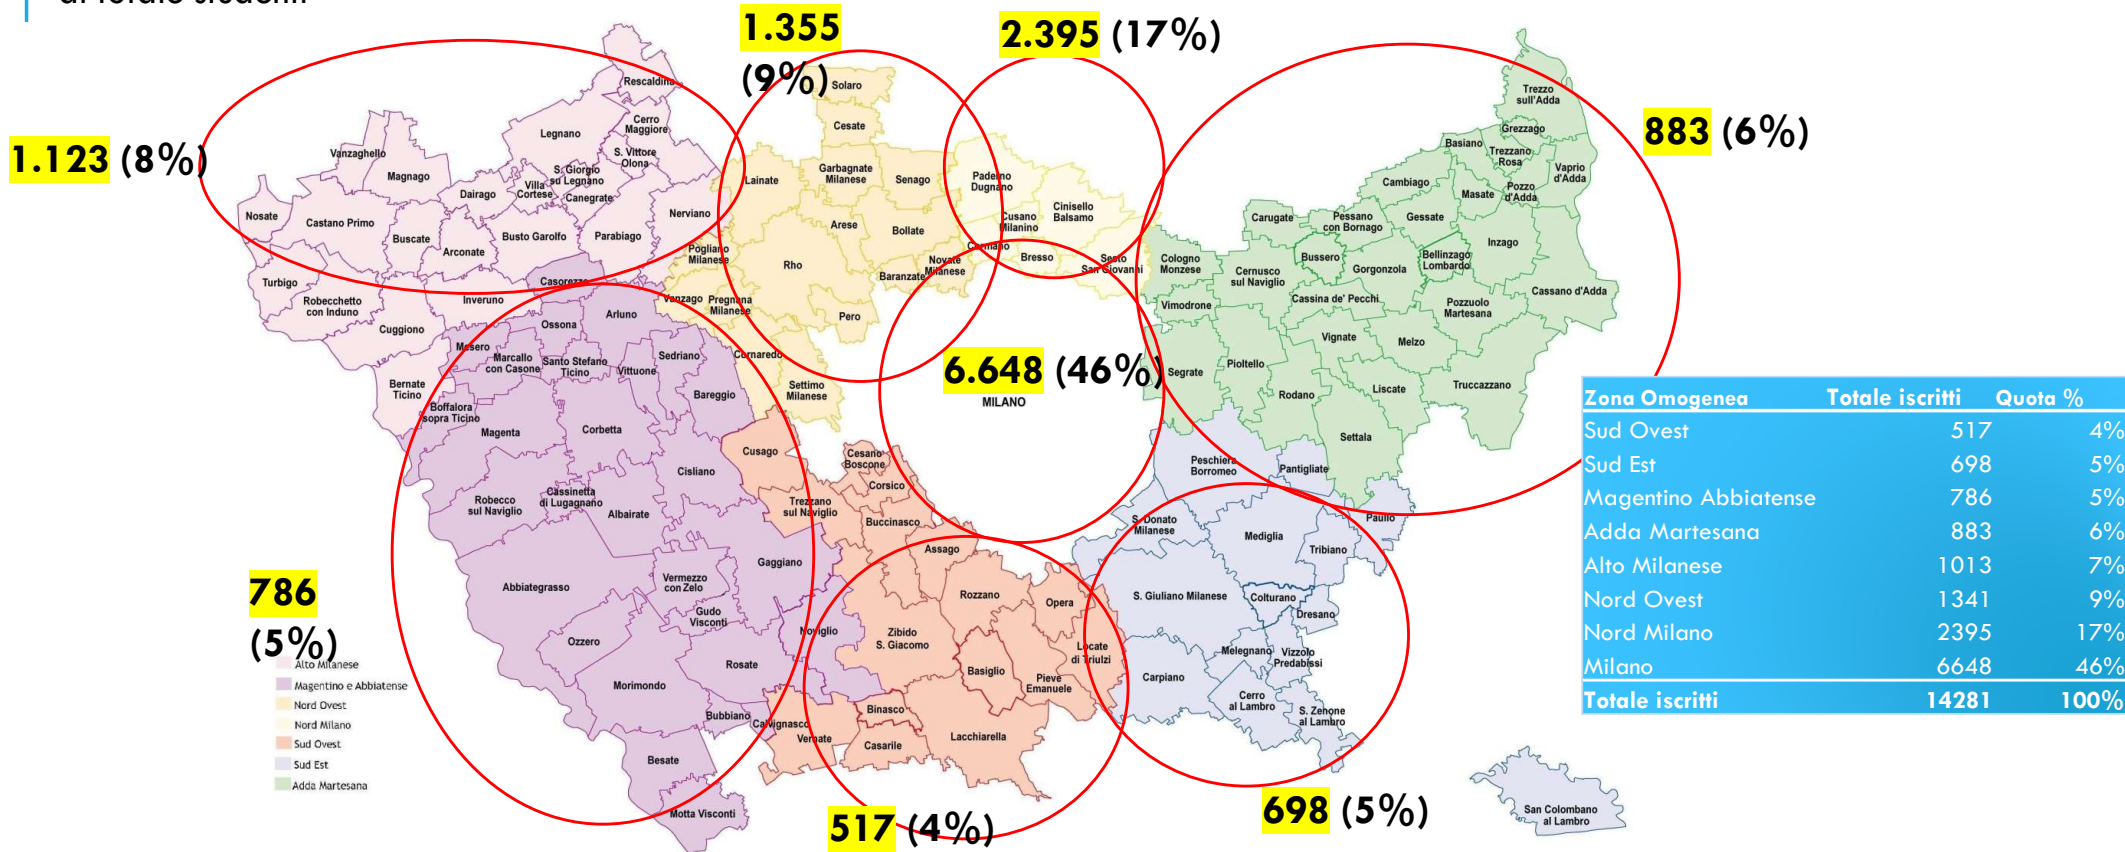 di totale studenti
1.355
(9%)
2.395 (17%)
883 (6%)
1.123 (8%)
6.648 (46%)
MILANO
786
(5%)
517 (4%)
698 (5%)
Rescaldina
Cerro
Maggiore
Legnano
S. Vittore
Olona
Vanzaghello
Magnago
S. Giorgio
su Legnano
Villa
Cortese
Canegrate
Dairago
Nosate
Castano Primo
Buscate
Arconate
Busto Garolfo
Parabiago
Nerviano
Turbigo
Robecchetto
con Induno
Inveruno
Casorezzo
Cuggiono
Bernate
Ticino
Solaro
Cesate
Lainate
Garbagnate
Milanese
Senago
Arese
Bollate
Pogliano
Milanese
Rho
Baranzate
Novate
Milanese
Vanzago
Pregnana
Milanese
Pero
Cornaredo
Settimo
Milanese
Paderno
Dugnano
Cusano
Milanino
Cinisello
Balsamo
Cormano
Bresso
Sesto
San Giovanni
Trezzo
sull'Adda
Grezzago
Basiano
Trezzano
Rosa
Vaprio
d'Adda
Cambiago
Masate
Pozzo
d'Adda
Carugate
Pessano
con Bornago
Gessate
Inzago
Cologno
Monzese
Cernusco
sul Naviglio
Bussero
Gorgonzola
Bellinzago
Lombardo
Cassano d'Adda
Vimodrone
Cassina de' Pecchi
Pozzuolo
Martesana
Vignate
Melzo
Segrate
Pioltello
Rodano
Liscate
Truccazzano
Settala
Arluno
Ossona
Mesero
Marcallo
con Casone
Santo Stefano
Ticino
Vittuone
Sedriano
Bareggio
Boffalora
sopra Ticino
Magenta
Corbetta
Cisliano
Robecco
sul Naviglio
Cassinetta
di Lugagnano
Albairate
Abbiategrasso
Vermezzo
con Zelo
Gaggiano
Gudo
Visconti
Noviglio
Ozzero
Rosate
Morimondo
Bubbiano
Calvignasco
Besate
Motta Visconti
Cusago
Cesano
Boscone
Corsico
Trezzano
sul Naviglio
Buccinasco
Assago
Rozzano
Opera
Zibido
S. Giacomo
Locate
di Triulzi
Basiglio
Pieve
Emanuele
Binasco
Vernate
Casarile
Lacchiarella
Peschiera
Borromeo
Pantigliate
S. Donato
Milanese
Mediglia
Paullo
Tribiano
S. Giuliano Milanese
Colturano
Dresano
Melegnano
Vizzolo
Predabissi
Carpiano
Cerro
al Lambro
S. Zenone
al Lambro
San Colombano
al Lambro
Alto Milanese
Magentino e Abbiatense
Nord Ovest
Nord Milano
Sud Ovest
Sud Est
Adda Martesana
Zona Omogenea Totale iscritti Quota %
Sud Ovest 517 4%
Sud Est 698 5%
Magentino Abbiatense 786 5%
Adda Martesana 883 6%
Alto Milanese 1013 7%
Nord Ovest 1341 9%
Nord Milano 2395 17%
Milano 6648 46%
Totale iscritti 14281 100%